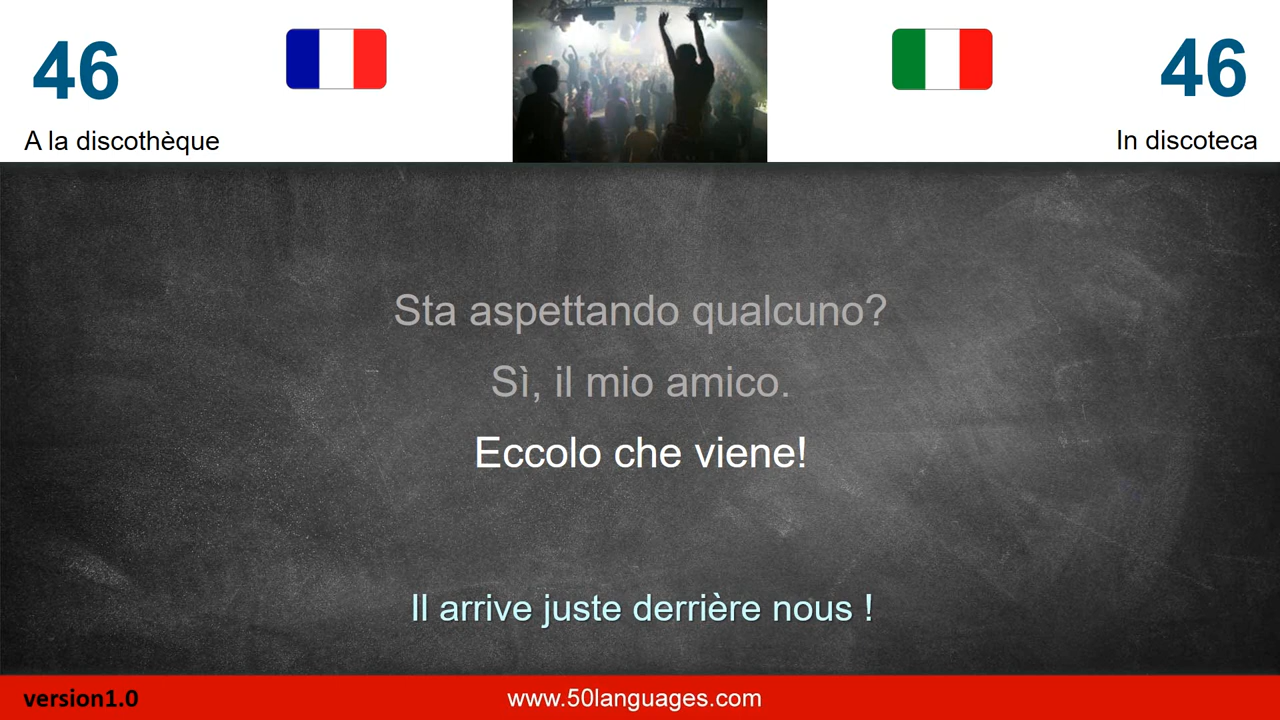 46
46
A la discothèque
In discoteca
Sta aspettando qualcuno?
Sì, il mio amico.
Eccolo che viene!
Il arrive juste derrière nous !
version1.0
www.50languages.com